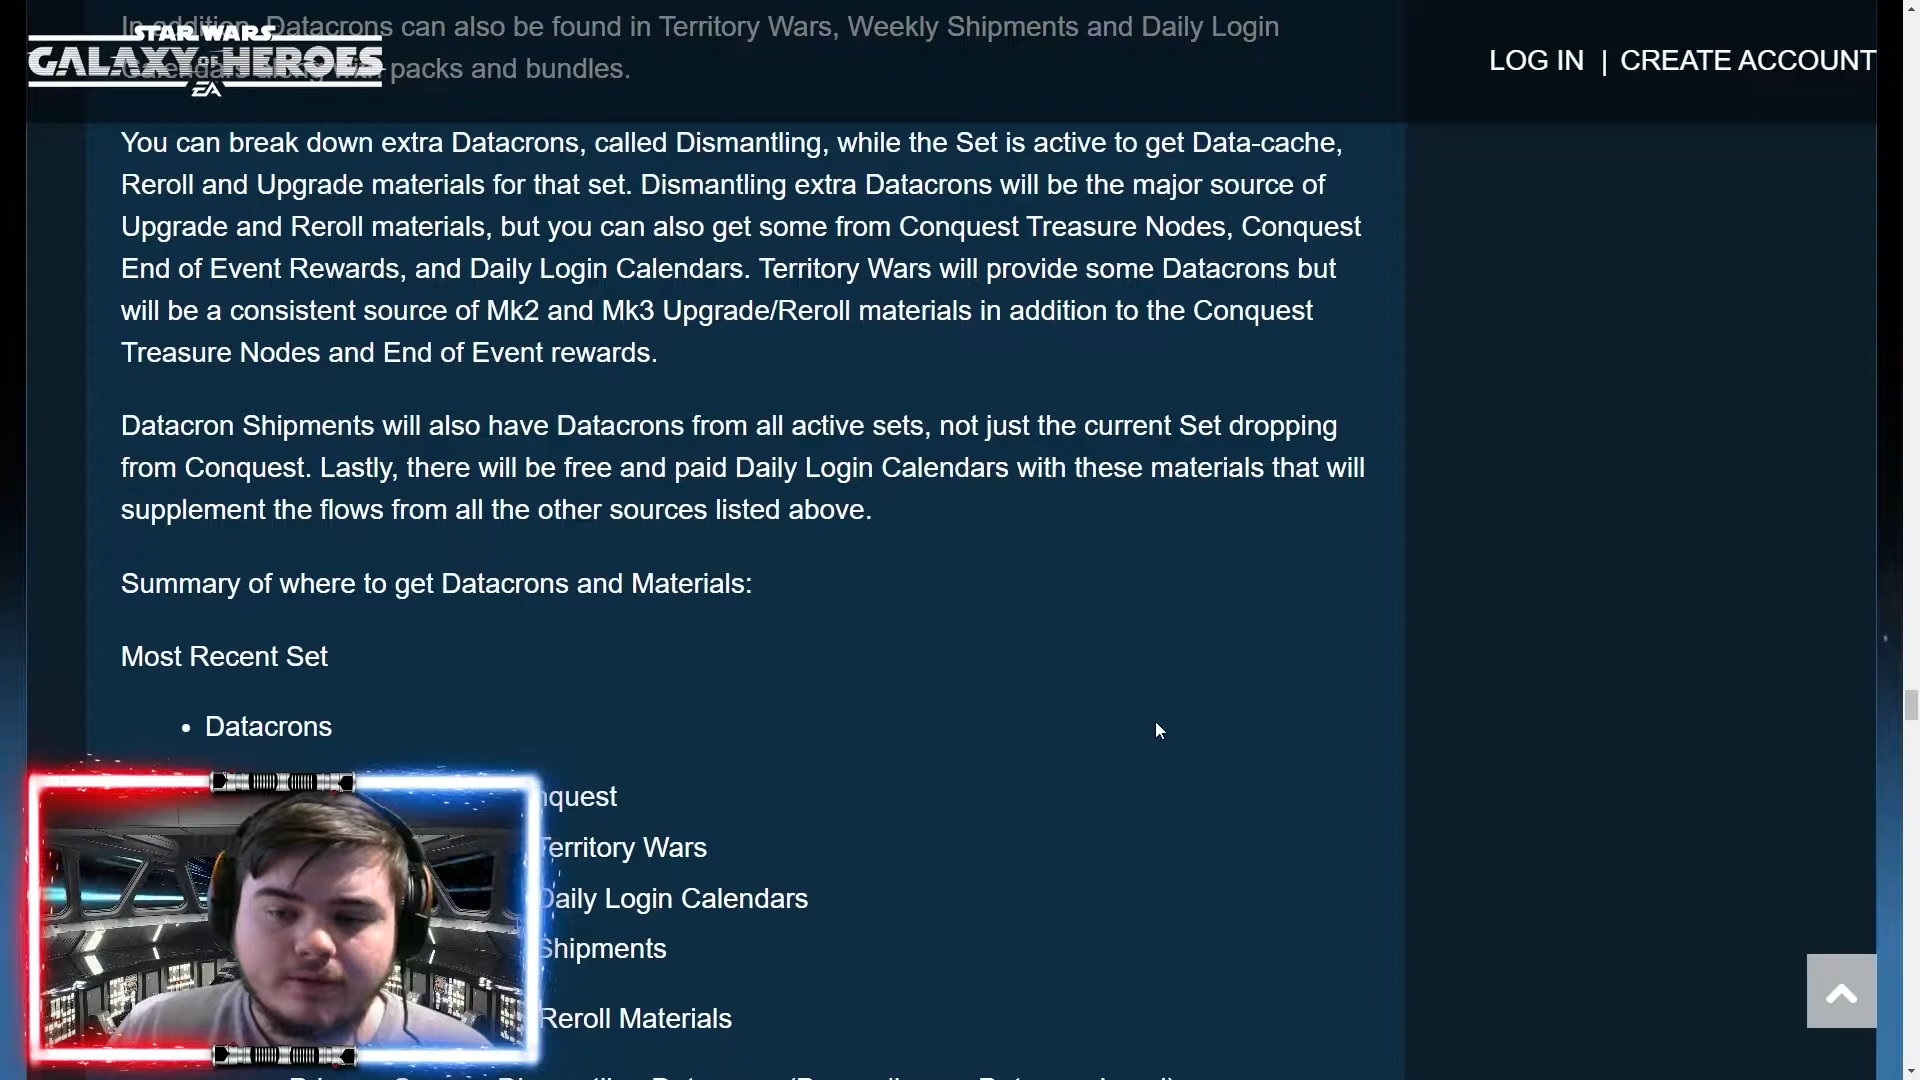 In addition, Datacrons can also be found in Territory Wars, Weekly Shipments and Daily Login
Calendars along with packs and bundles.
STAR WARS
GALAXY OF HEROES
EA
LOG IN | CREATE ACCOUNT
You can break down extra Datacrons, called Dismantling, while the Set is active to get Data-cache,
Reroll and Upgrade materials for that set. Dismantling extra Datacrons will be the major source of
Upgrade and Reroll materials, but you can also get some from Conquest Treasure Nodes, Conquest
End of Event Rewards, and Daily Login Calendars. Territory Wars will provide some Datacrons but
will be a consistent source of Mk2 and Mk3 Upgrade/Reroll materials in addition to the Conquest
Treasure Nodes and End of Event rewards.
Datacron Shipments will also have Datacrons from all active sets, not just the current Set dropping
from Conquest. Lastly, there will be free and paid Daily Login Calendars with these materials that will
supplement the flows from all the other sources listed above.
Summary of where to get Datacrons and Materials:
Most Recent Set
• Datacrons
nquest
Territory Wars
Daily Login Calendars
Shipments
Reroll Materials